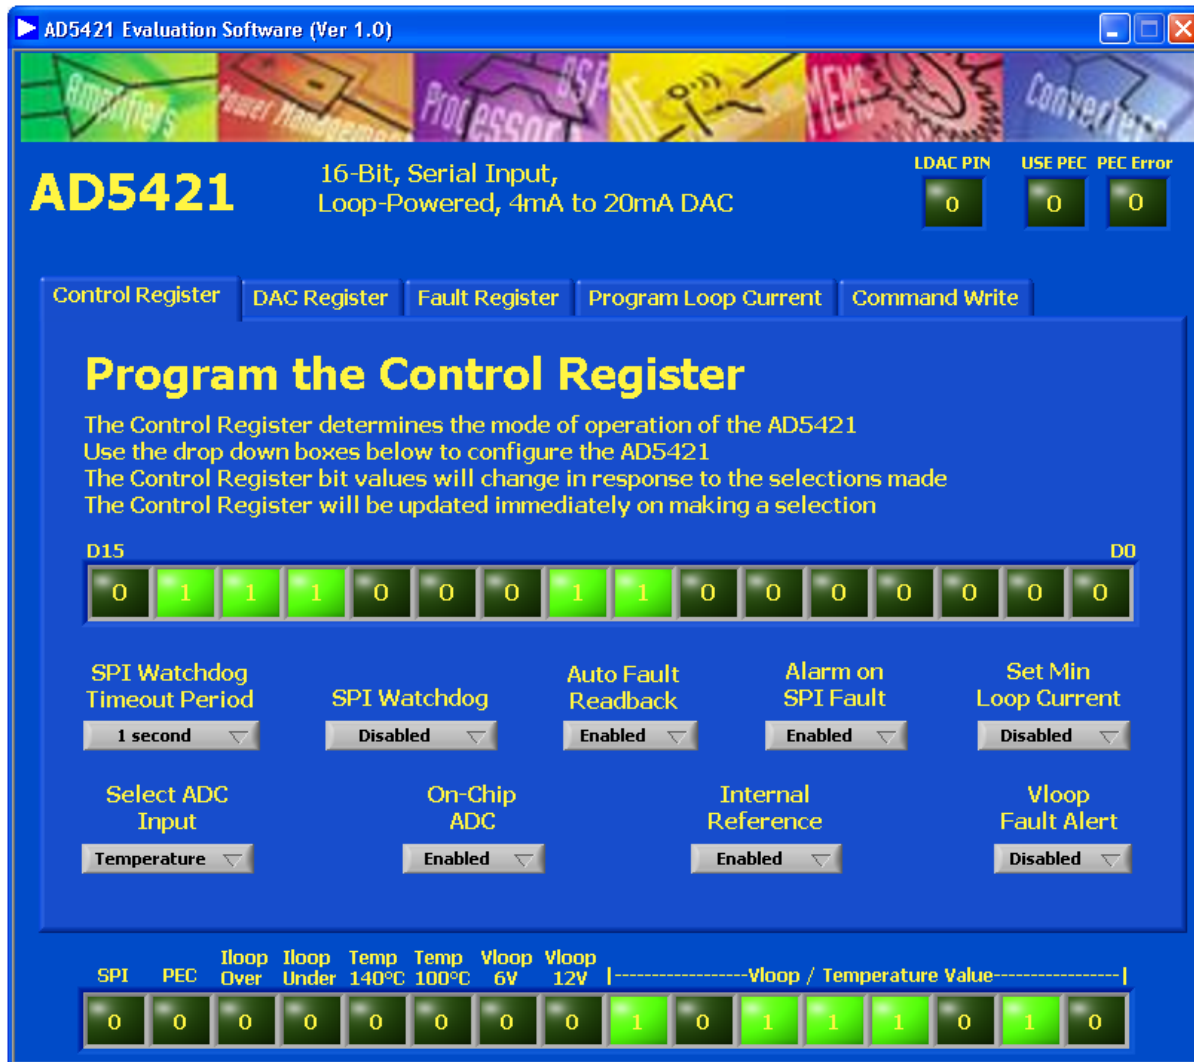 AD5421 Evaluation Software (Ver 1.0)
Amplifiers Power Management Processors DSP RF MEMS Converters
LDAC PIN USE PEC PEC Error
0 0 0
AD5421
16-Bit, Serial Input,
Loop-Powered, 4mA to 20mA DAC
Control Register DAC Register Fault Register Program Loop Current Command Write
Program the Control Register
The Control Register determines the mode of operation of the AD5421
Use the drop down boxes below to configure the AD5421
The Control Register bit values will change in response to the selections made
The Control Register will be updated immediately on making a selection
D15 D0
0 1 1 1 0 0 0 1 1 0 0 0 0 0 0 0
SPI Watchdog
Timeout Period
1 second
SPI Watchdog
Disabled
Auto Fault
Readback
Enabled
Alarm on
SPI Fault
Enabled
Set Min
Loop Current
Disabled
Select ADC
Input
Temperature
On-Chip
ADC
Enabled
Internal
Reference
Enabled
Vloop
Fault Alert
Disabled
SPI PEC Iloop Over Iloop Under Temp 140°C Temp 100°C Vloop 6V Vloop 12V |------------------Vloop / Temperature Value-----------------|
0 0 0 0 0 0 0 0 1 0 1 1 1 0 1 0